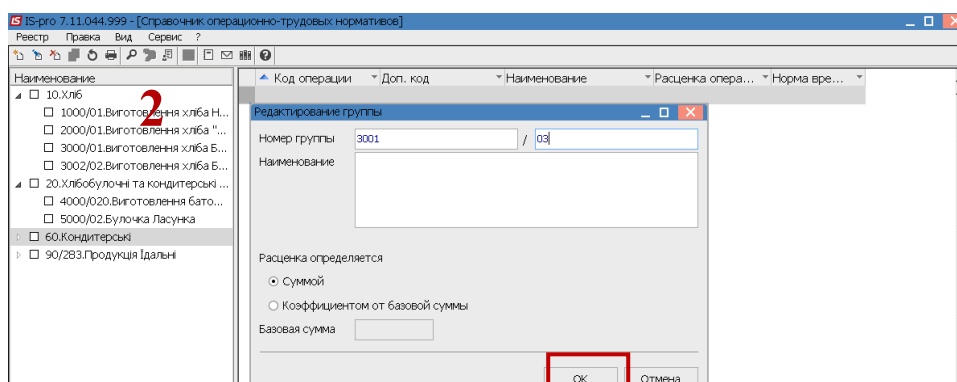 IS-pro 7.11.044.999 - [Справочник операционно-трудовых нормативов]
Реестр Правка Вид Сервис ?
Наименование
Код операции Доп. код Наименование Расценка опера... Норма вре...
10.Хліб
1000/01.Виготовлення хліба Н...
2000/01.Виготовлення хліба "...
3000/01.виготовлення хліба Б...
3002/02.Виготовлення хліба Б...
20.Хлібобулочні та кондитерські ...
4000/020.Виготовлення бато...
5000/02.Булочка Ласунка
60.Кондитерські
90/283.Продукція Їдальні
2
Редактирование группы
Номер группы 3001 / 03
Наименование
Расценка определяется
Суммой
Коэффициентом от базовой суммы
Базовая сумма
OK Отмена